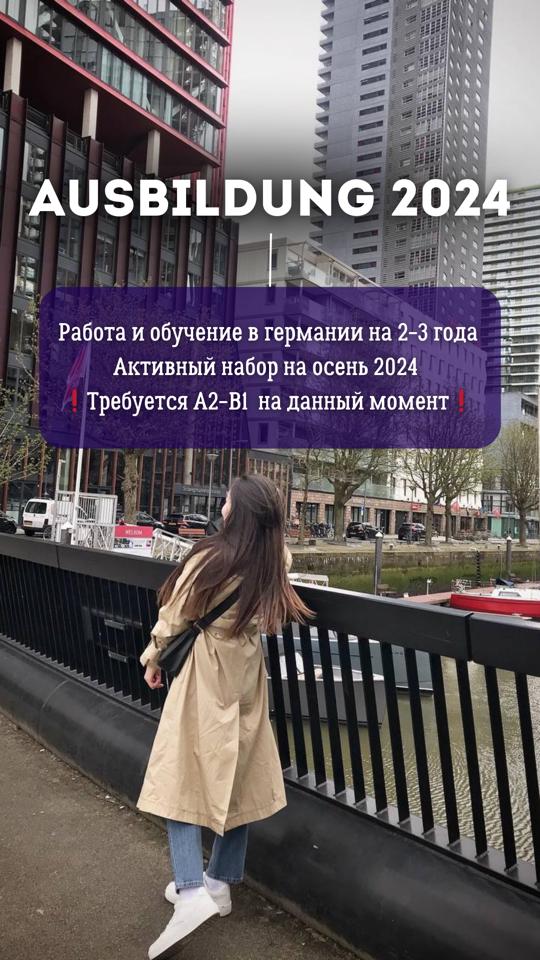 AUSBILDUNG 2024
Работа и обучение в германии на 2-3 года
Активный набор на осень 2024
❗Требуется A2-B1 на данный момент❗
WELKOM